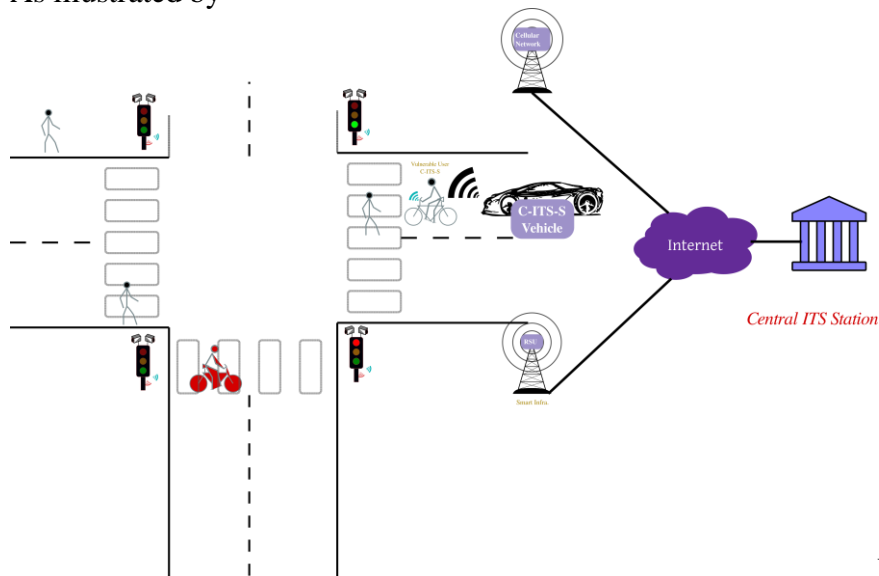 As illustrated by
Cellular
Network
Vulnerable User
C-ITS-S
C-ITS-S
Vehicle
Internet
Central ITS Station
RSU
Smart Infra.